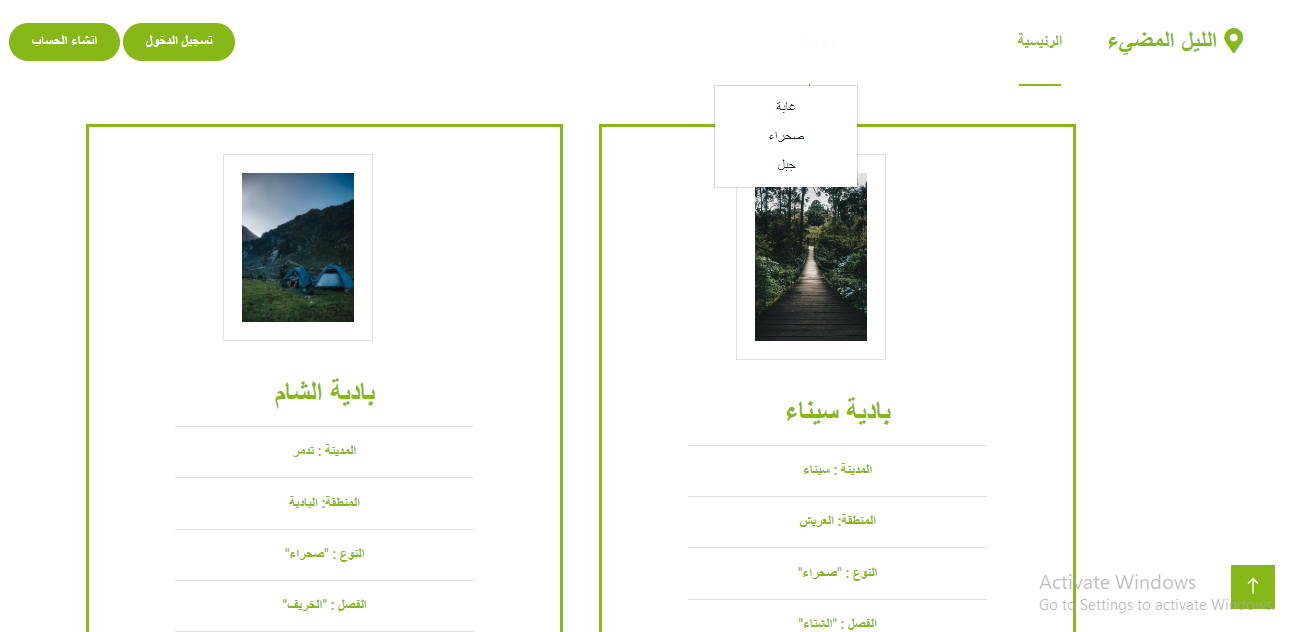 الليل المضيء
الرئيسية
تسجيل الدخول
انشاء الحساب
غابة
صحراء
جبل
بادية سيناء
المدينة : سيناء
المنطقة: العريش
النوع : "صحراء"
الفصل : "الشتاء"
بادية الشام
المدينة : تدمر
المنطقة: البادية
النوع : "صحراء"
الفصل : "الخريف"
Activate Windows
Go to Settings to activate Windows.